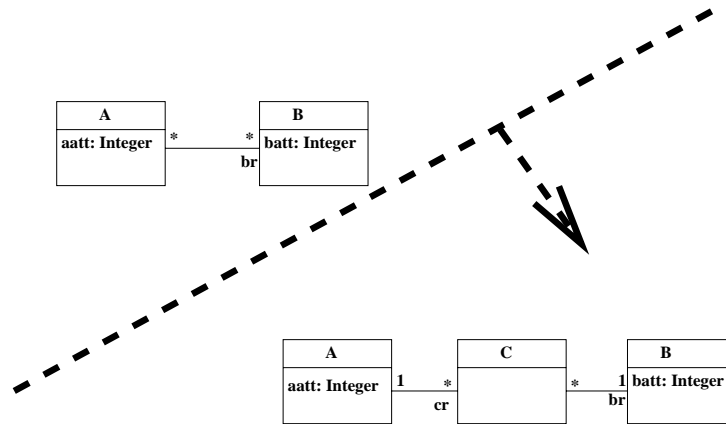 A B
aatt: Integer * * batt: Integer
br
A C B
aatt: Integer 1 * * 1 batt: Integer
cr br